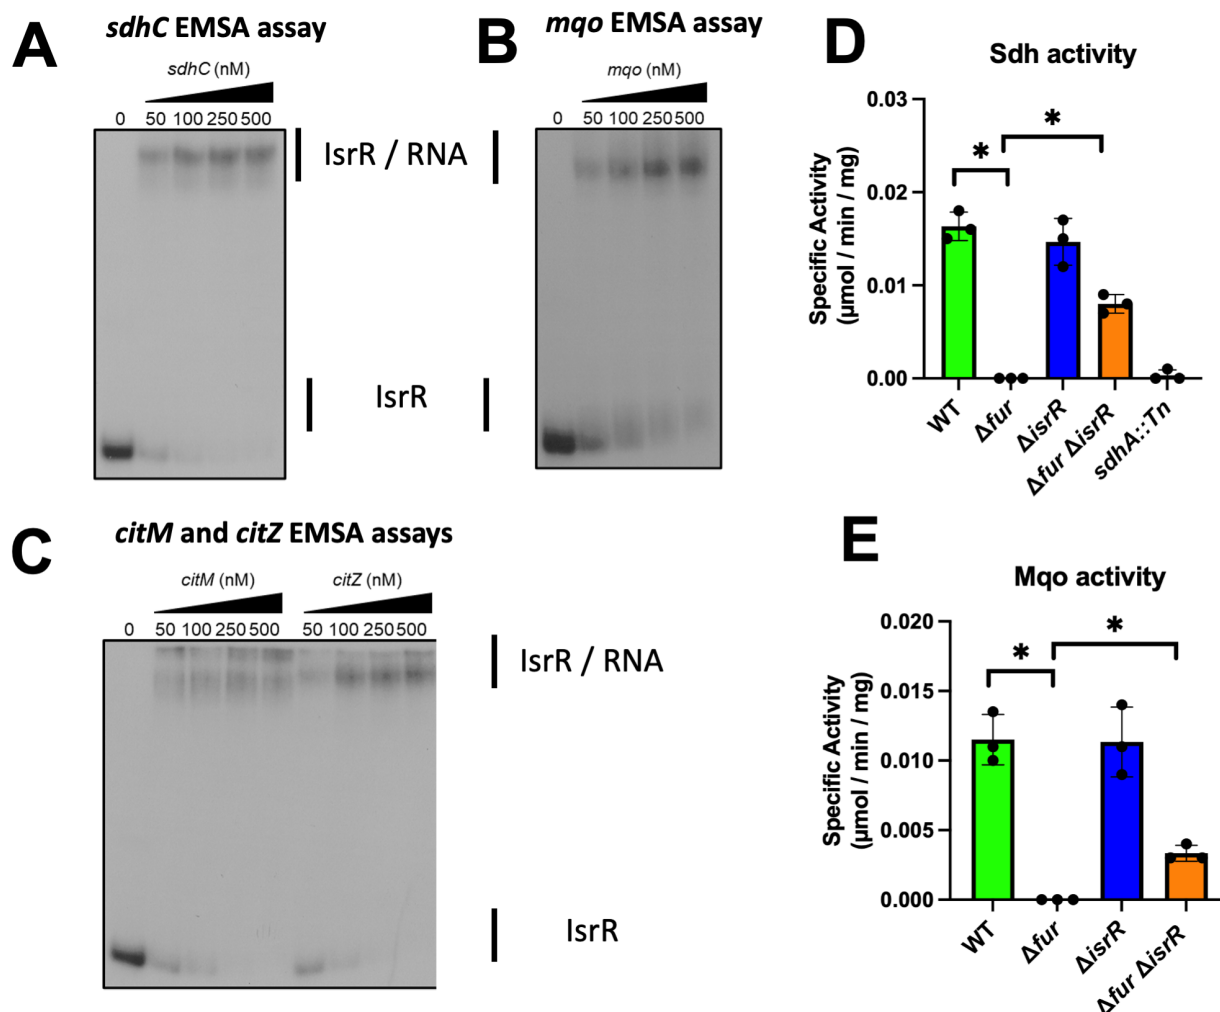 A
sdhC EMSA assay
sdhC (nM)
0 50 100 250 500
IsrR / RNA
IsrR
B
mqo EMSA assay
mqo (nM)
0 50 100 250 500
C
citM and citZ EMSA assays
citM (nM) citZ (nM)
0 50 100 250 500 50 100 250 500
IsrR / RNA
IsrR
D
Sdh activity
Specific Activity
(µmol / min / mg)
0.03
0.02
0.01
0.00
*
*
WT
Δfur
ΔisrR
Δfur ΔisrR
sdhA::Tn
E
Mqo activity
Specific Activity
(µmol / min / mg)
0.020
0.015
0.010
0.005
0.000
*
*
WT
Δfur
ΔisrR
Δfur ΔisrR